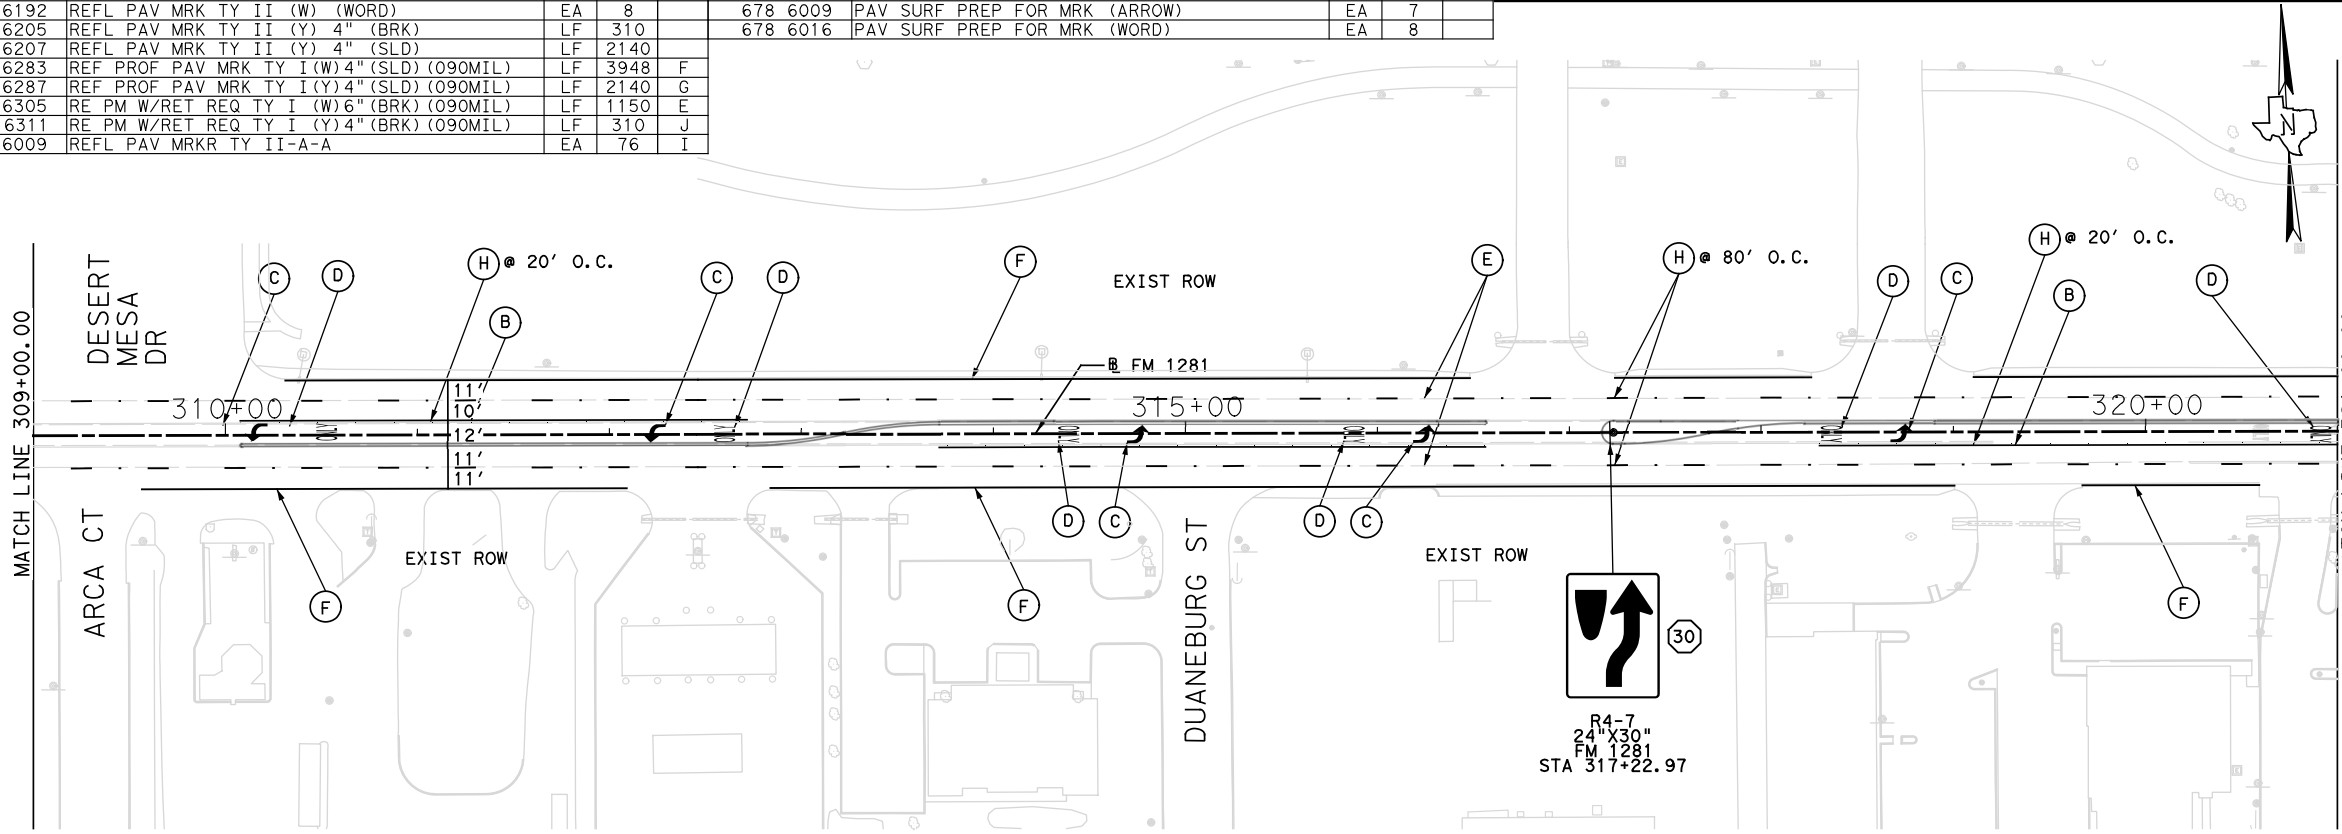 6192 REFL PAV MRK TY II (W) (WORD) EA 8
6205 REFL PAV MRK TY II (Y) 4" (BRK) LF 310
6207 REFL PAV MRK TY II (Y) 4" (SLD) LF 2140
6283 REF PROF PAV MRK TY I(W)4"(SLD)(090MIL) LF 3948 F
6287 REF PROF PAV MRK TY I(Y)4"(SLD)(090MIL) LF 2140 G
6305 RE PM W/RET REQ TY I (W)6"(BRK)(090MIL) LF 1150 E
6311 RE PM W/RET REQ TY I (Y)4"(BRK)(090MIL) LF 310 J
6009 REFL PAV MRKR TY II-A-A EA 76 I
678 6009 PAV SURF PREP FOR MRK (ARROW) EA 7
678 6016 PAV SURF PREP FOR MRK (WORD) EA 8
N
MATCH LINE 309+00.00
DESERT
MESA
DR
C
D
H @ 20' O.C.
B
C
D
F
EXIST ROW
E
H @ 80' O.C.
D
C
H @ 20' O.C.
B
D
FM 1281
310+00
315+00
320+00
11'
10'
12'
11'
11'
ONLY
ONLY
ONLY
ONLY
ONLY
ONLY
ARCA CT
F
EXIST ROW
D
C
F
DUANEBURG ST
D
C
EXIST ROW
30
F
R4-7
24"X30"
FM 1281
STA 317+22.97